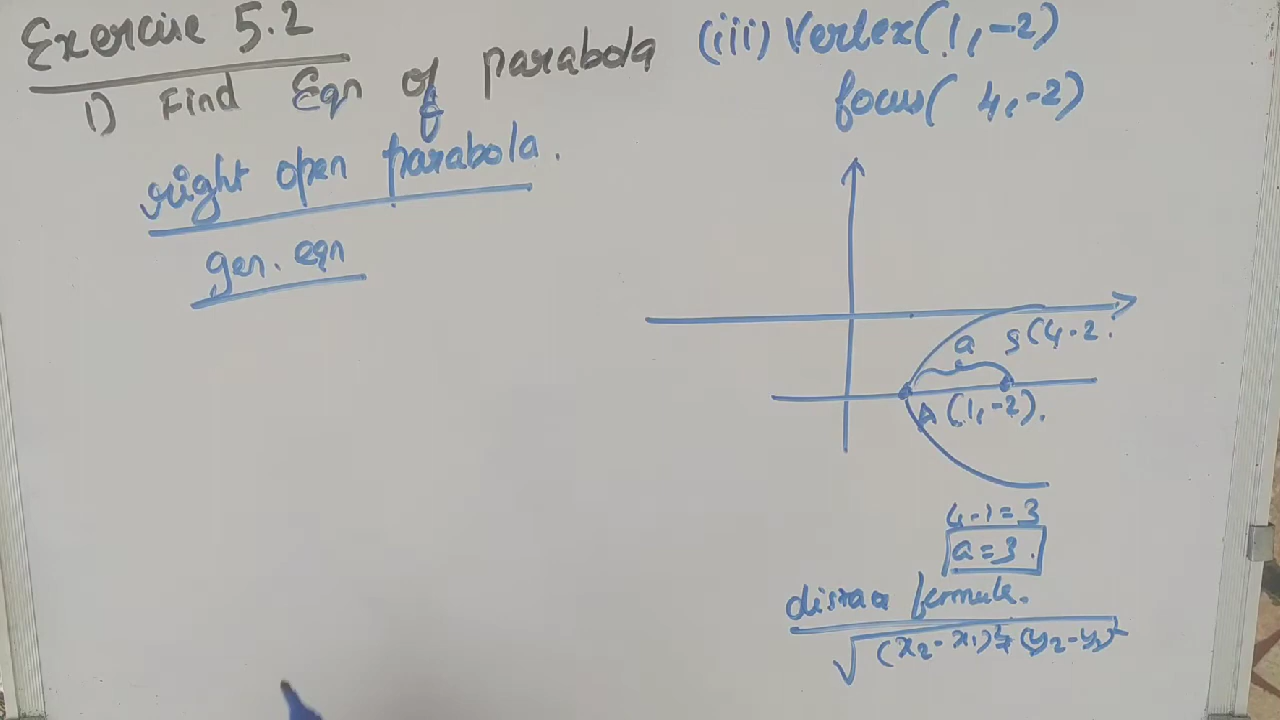 Exercise 5.2
1) Find Eqn of parabola
(iii) Vertex(1,-2)
focus( 4,-2)
right open parabola.
gen. eqn
a
S(4-2.
A(1,-2).
4-1=3
a=3.
formula.
√(x₂-x₁)²+(y₂-y₁)²